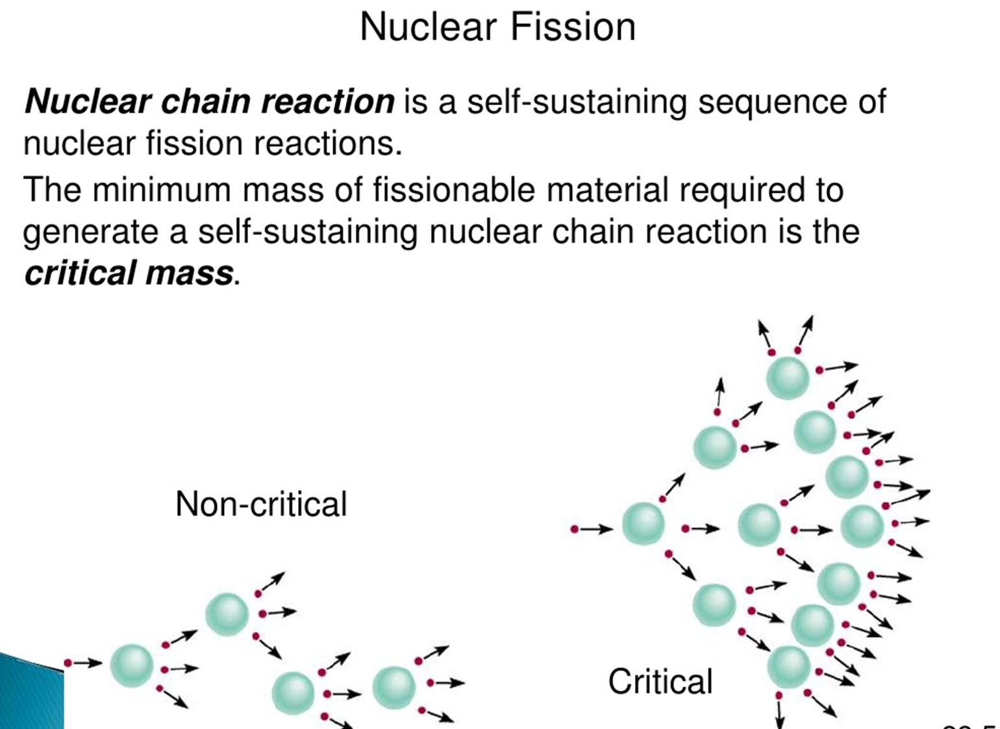 Nuclear Fission
Nuclear chain reaction is a self-sustaining sequence of
nuclear fission reactions.
The minimum mass of fissionable material required to
generate a self-sustaining nuclear chain reaction is the
critical mass.
Non-critical
Critical